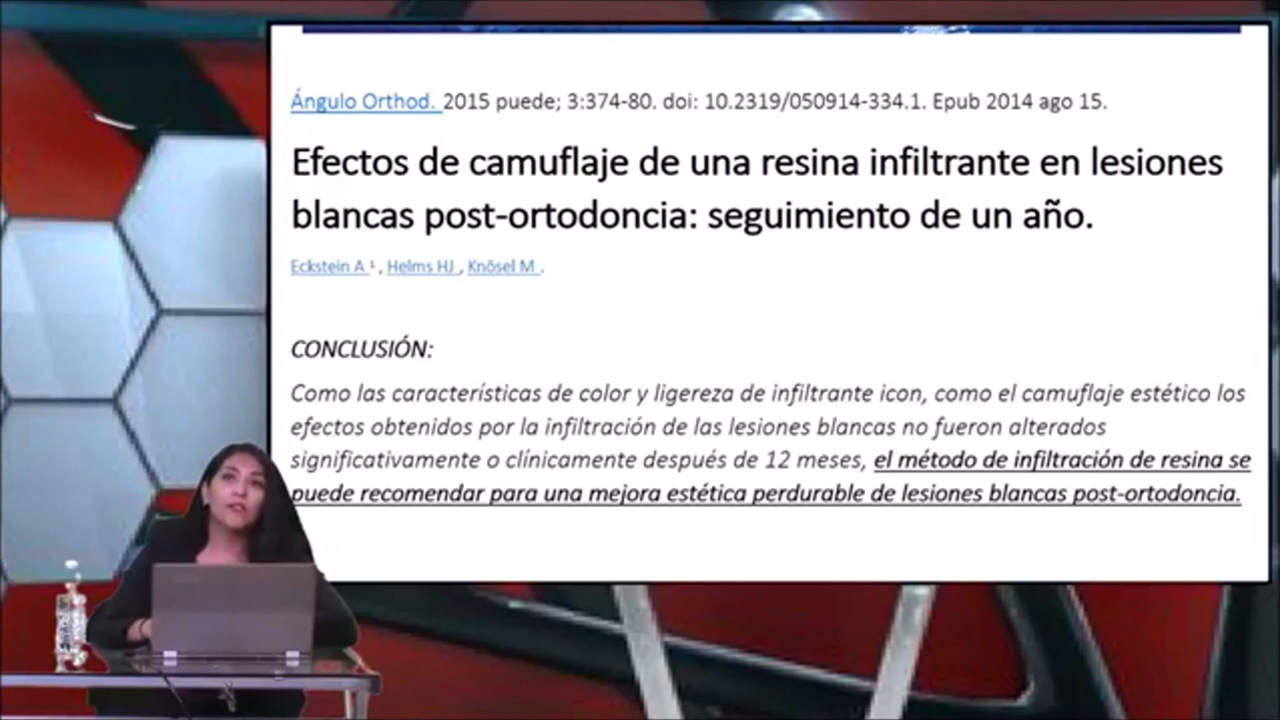 Ángulo Orthod. 2015 puede; 3:374-80. doi: 10.2319/050914-334.1. Epub 2014 ago 15.
Efectos de camuflaje de una resina infiltrante en lesiones
blancas post-ortodoncia: seguimiento de un año.
Eckstein A ¹ , Helms HJ , Knösel M .
CONCLUSIÓN:
Como las características de color y ligereza de infiltrante icon, como el camuflaje estético los
efectos obtenidos por la infiltración de las lesiones blancas no fueron alterados
significativamente o clínicamente después de 12 meses, el método de infiltración de resina se
puede recomendar para una mejora estética perdurable de lesiones blancas post-ortodoncia.